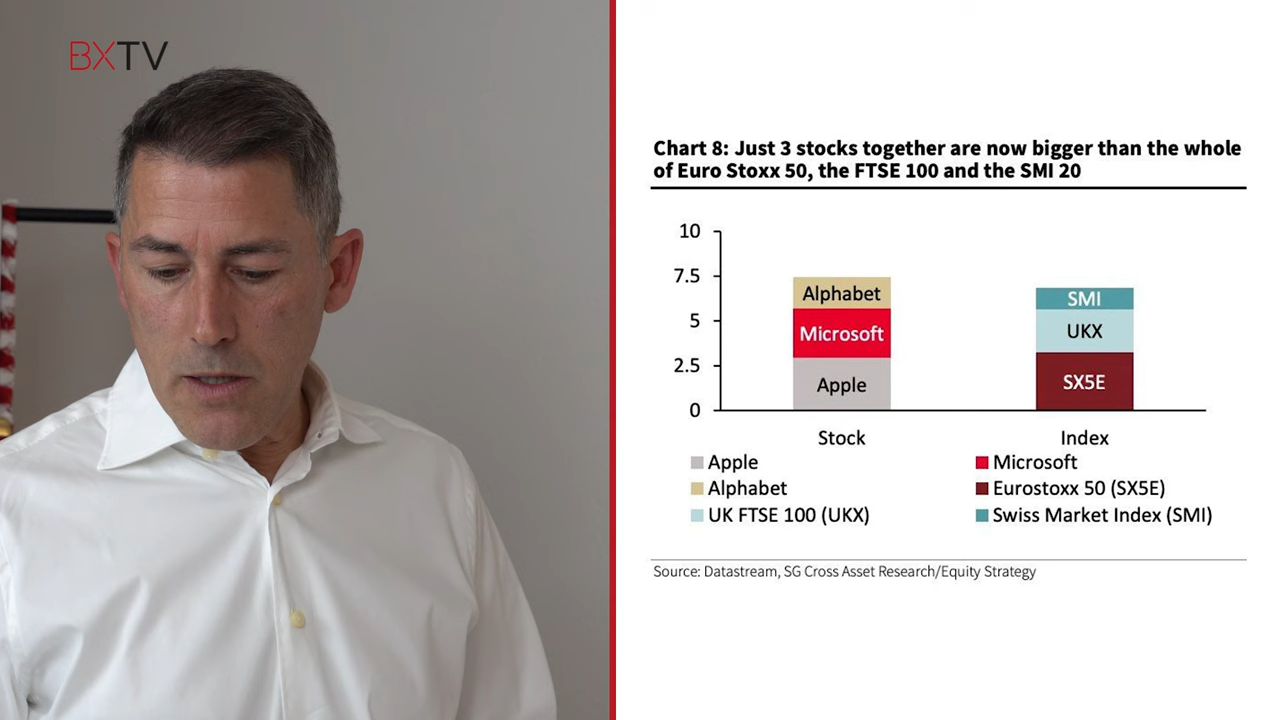 BXTV
Chart 8: Just 3 stocks together are now bigger than the whole
of Euro Stoxx 50, the FTSE 100 and the SMI 20
10
7.5
5
2.5
0
Alphabet
Microsoft
Apple
SMI
UKX
SX5E
Stock
Index
Apple
Microsoft
Alphabet
Eurostoxx 50 (SX5E)
UK FTSE 100 (UKX)
Swiss Market Index (SMI)
Source: Datastream, SG Cross Asset Research/Equity Strategy